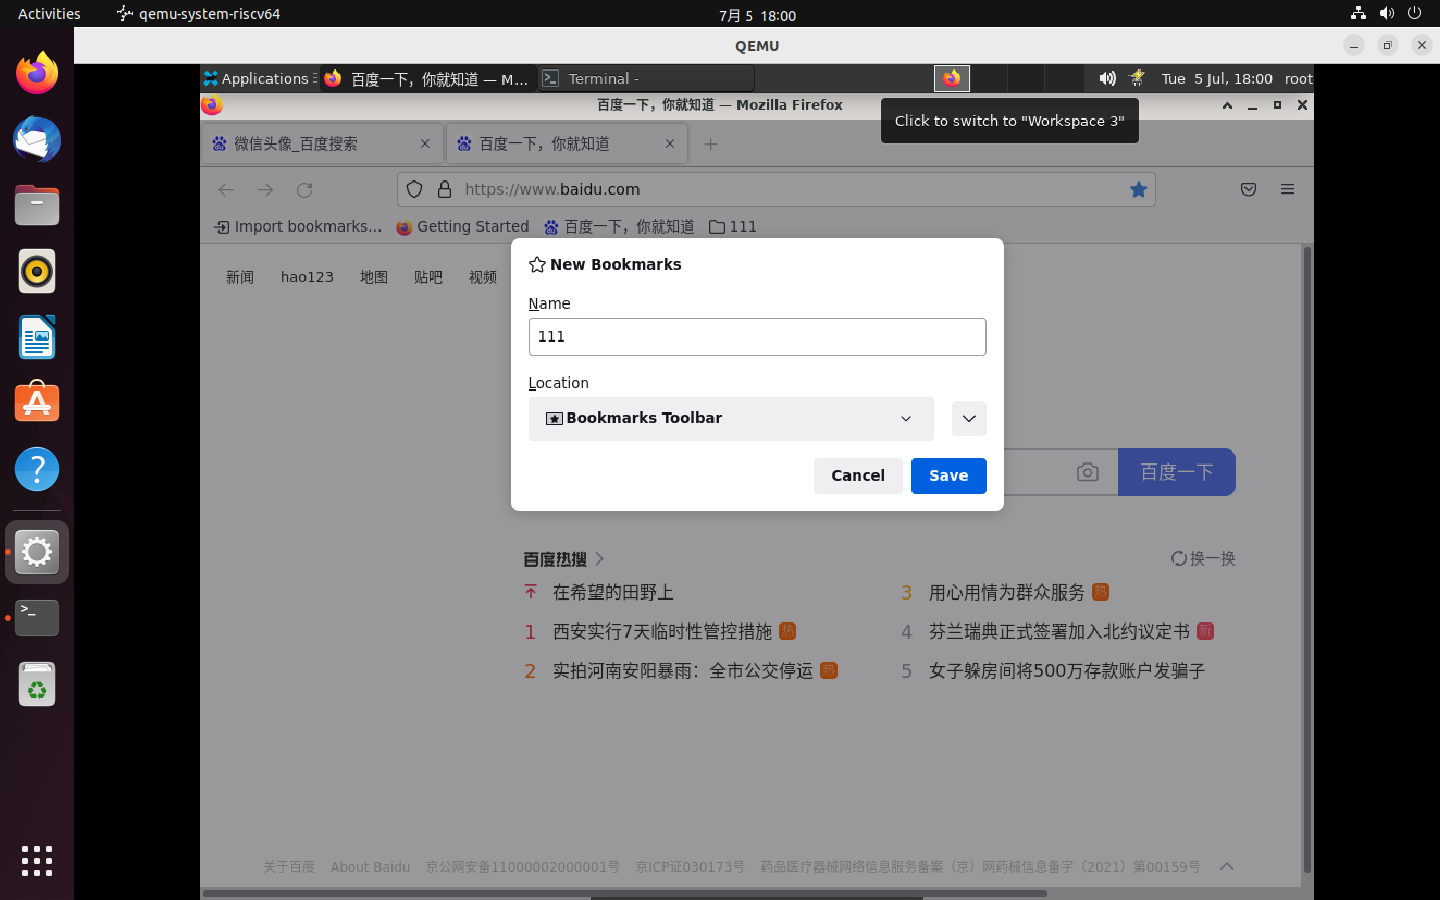 Activities
qemu-system-riscv64
7月 5 18:00
QEMU
Applications
百度一下，你就知道 — M...
Terminal -
Tue 5 Jul, 18:00
root
百度一下，你就知道 — Mozilla Firefox
Click to switch to "Workspace 3"
微信头像_百度搜索
百度一下，你就知道
https://www.baidu.com
Import bookmarks...
Getting Started
百度一下，你就知道
111
New Bookmarks
新闻
hao123
地图
贴吧
视频
Name
111
Location
Bookmarks Toolbar
Cancel
Save
百度一下
百度热搜
换一换
在希望的田野上
3 用心用情为群众服务 热
1 西安实行7天临时性管控措施 热
4 芬兰瑞典正式签署加入北约议定书 新
2 实拍河南安阳暴雨：全市公交停运 热
5 女子躲房间将500万存款账户发骗子
关于百度
About Baidu
京公网安备11000002000001号
京ICP证030173号
药品医疗器械网络信息服务备案（京）网药械信息备字（2021）第00159号